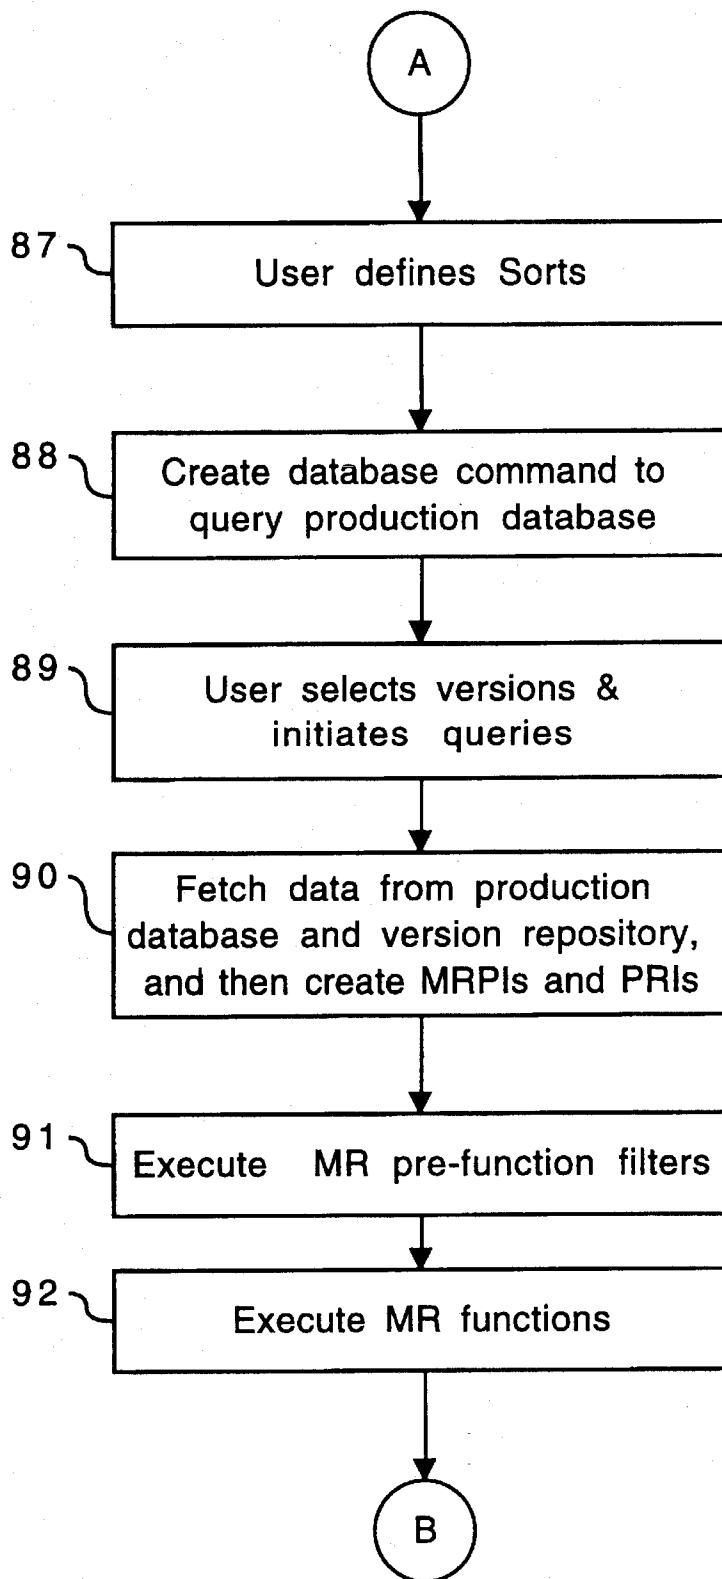 A
87
User defines Sorts
88
Create database command to
query production database
89
User selects versions &
initiates queries
90
Fetch data from production
database and version repository,
and then create MRPIs and PRIs
91
Execute MR pre-function filters
92
Execute MR functions
B